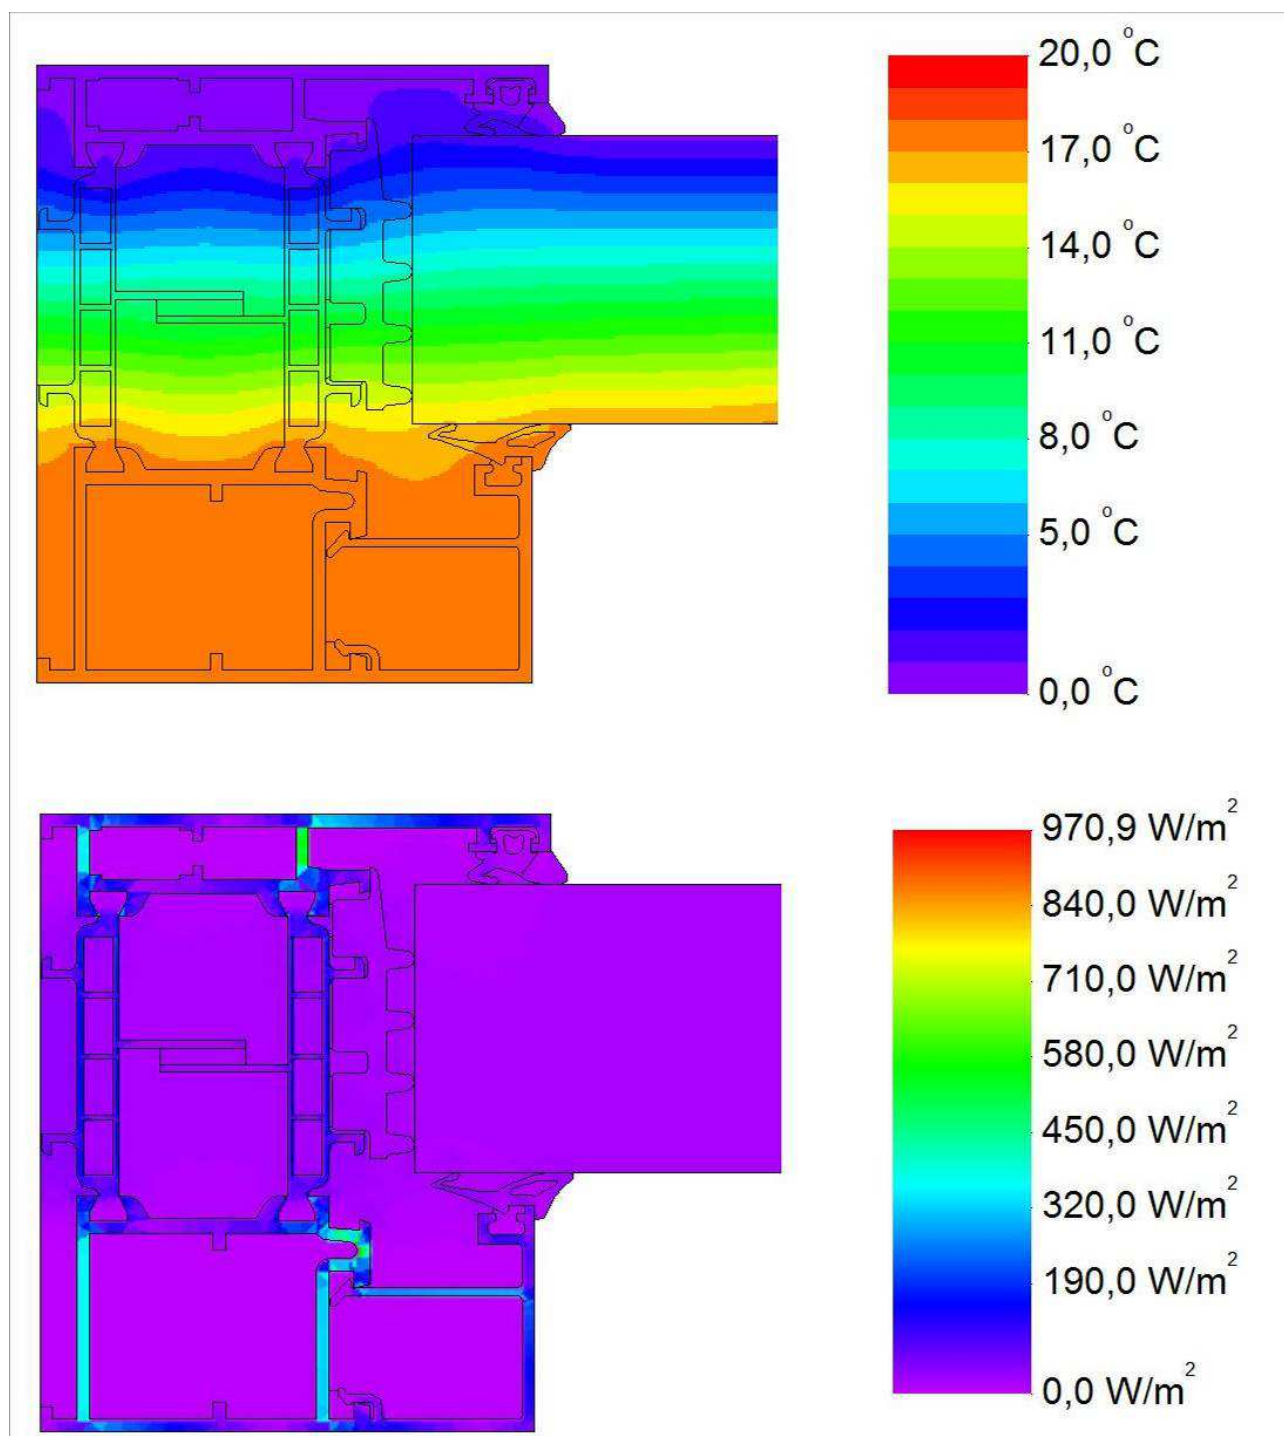 20,0 °C
17,0 °C
14,0 °C
11,0 °C
8,0 °C
5,0 °C
0,0 °C
970,9 W/m²
840,0 W/m²
710,0 W/m²
580,0 W/m²
450,0 W/m²
320,0 W/m²
190,0 W/m²
0,0 W/m²